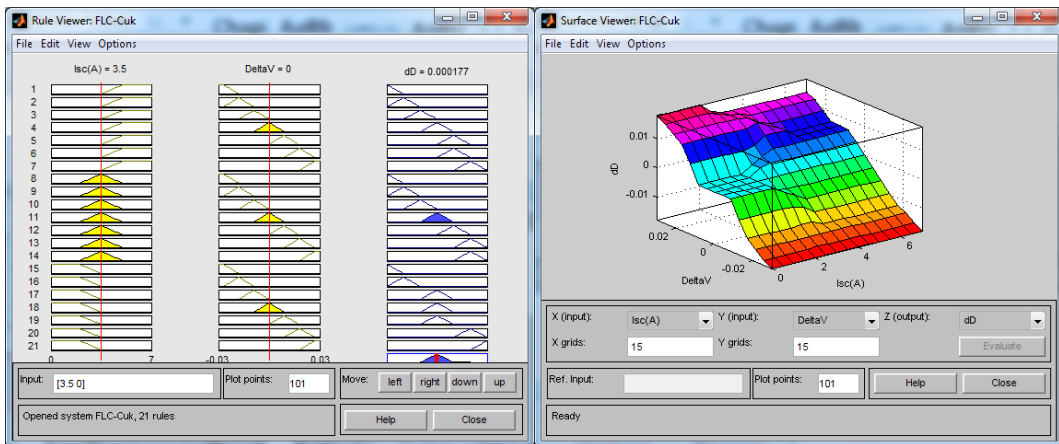 Rule Viewer: FLC-Cuk
File Edit View Options
Isc(A) = 3.5 DeltaV = 0 dD = 0.000177
1
2
3
4
5
6
7
8
9
10
11
12
13
14
15
16
17
18
19
20
21
0 7 -0.03 0.03
Input: [3.5 0] Plot points: 101 Move: left right down up
Opened system FLC-Cuk, 21 rules Help Close
Surface Viewer: FLC-Cuk
File Edit View Options
0.01
0
-0.01
dD
0.02
0
-0.02
DeltaV
0
2
4
6
Isc(A)
X (input): Isc(A) Y (input): DeltaV Z (output): dD
X grids: 15 Y grids: 15 Evaluate
Ref. Input: Plot points: 101 Help Close
Ready